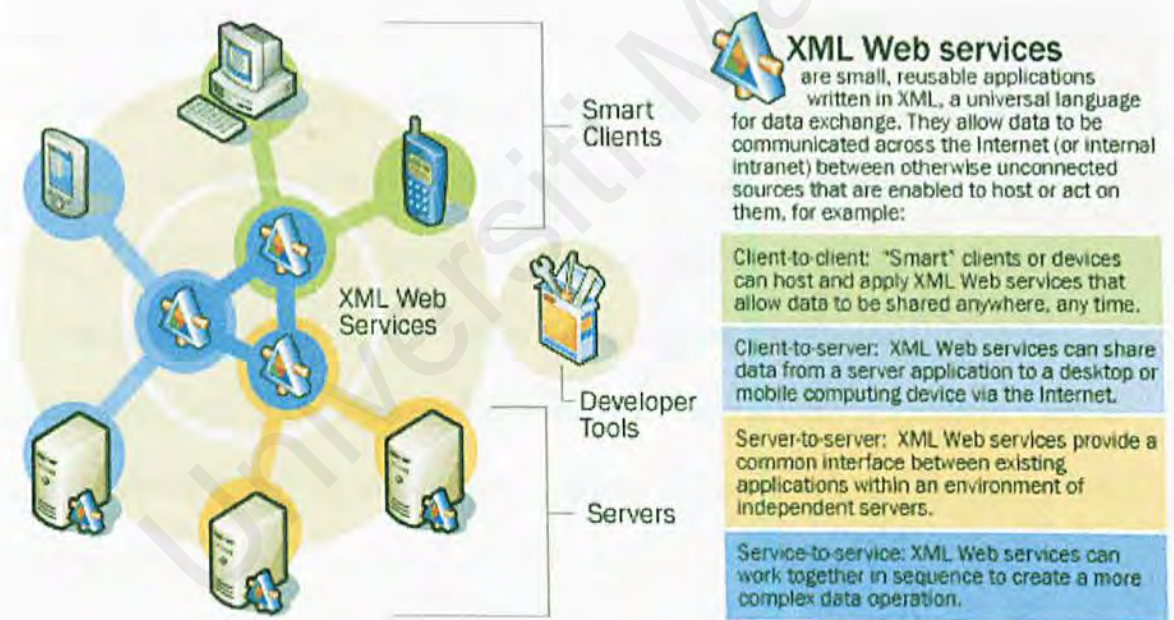 Smart
Clients
XML Web
Services
Developer
Tools
Servers
XML Web services
are small, reusable applications
written in XML, a universal language
for data exchange. They allow data to be
communicated across the Internet (or internal
intranet) between otherwise unconnected
sources that are enabled to host or act on
them, for example:
Client-to-client: "Smart" clients or devices
can host and apply XML Web services that
allow data to be shared anywhere, any time.
Client-to-server: XML Web services can share
data from a server application to a desktop or
mobile computing device via the Internet.
Server-to-server: XML Web services provide a
common interface between existing
applications within an environment of
independent servers.
Service-to-service: XML Web services can
work together in sequence to create a more
complex data operation.
Universiti